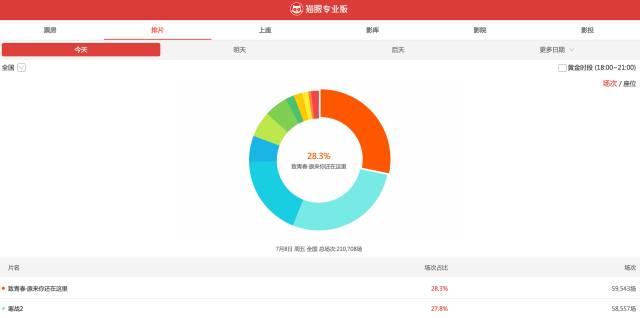 猫眼专业版
票房 排片 上座 影库 影院 影投
今天 明天 后天 更多日期
全国 黄金时段 (18:00~21:00)
场次 / 座位
28.3%
致青春·原来你还在这里
7月8日 周五 全国 总场次:210,708场
片名 场次占比 场次
致青春·原来你还在这里 28.3% 59,543场
寒战2 27.8% 58,557场